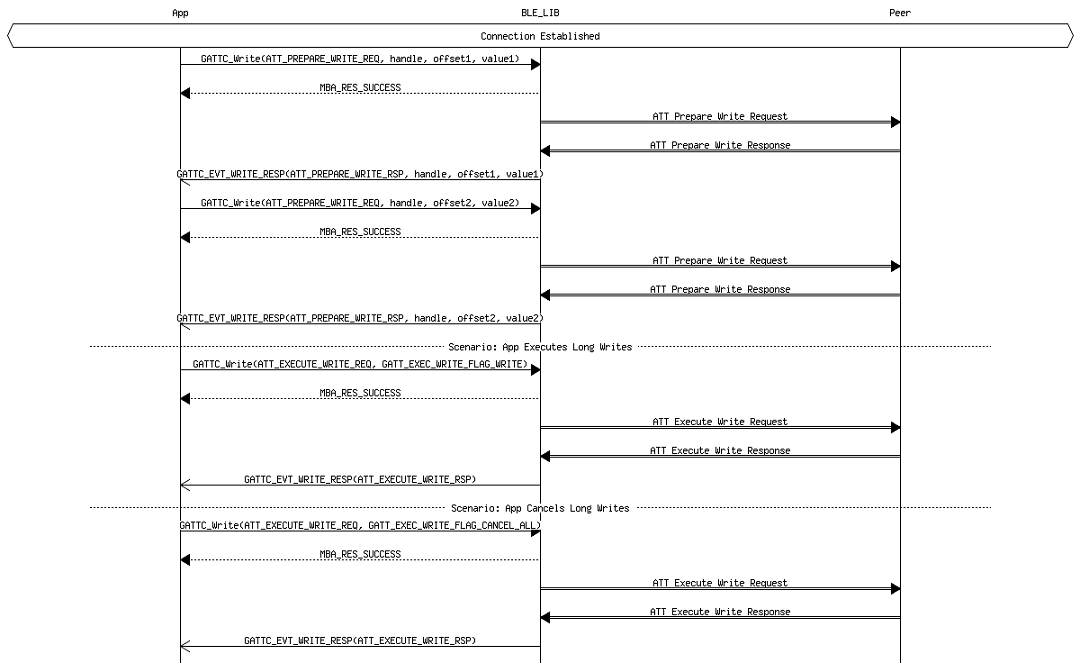 App BLE_LIB Peer
Connection Established
GATTC_Write(ATT_PREPARE_WRITE_REQ, handle, offset1, value1)
MBA_RES_SUCCESS
ATT Prepare Write Request
ATT Prepare Write Response
GATTC_EVT_WRITE_RESP(ATT_PREPARE_WRITE_RSP, handle, offset1, value1)
GATTC_Write(ATT_PREPARE_WRITE_REQ, handle, offset2, value2)
MBA_RES_SUCCESS
ATT Prepare Write Request
ATT Prepare Write Response
GATTC_EVT_WRITE_RESP(ATT_PREPARE_WRITE_RSP, handle, offset2, value2)
Scenario: App Executes Long Writes
GATTC_Write(ATT_EXECUTE_WRITE_REQ, GATT_EXEC_WRITE_FLAG_WRITE)
MBA_RES_SUCCESS
ATT Execute Write Request
ATT Execute Write Response
GATTC_EVT_WRITE_RESP(ATT_EXECUTE_WRITE_RSP)
Scenario: App Cancels Long Writes
GATTC_Write(ATT_EXECUTE_WRITE_REQ, GATT_EXEC_WRITE_FLAG_CANCEL_ALL)
MBA_RES_SUCCESS
ATT Execute Write Request
ATT Execute Write Response
GATTC_EVT_WRITE_RESP(ATT_EXECUTE_WRITE_RSP)